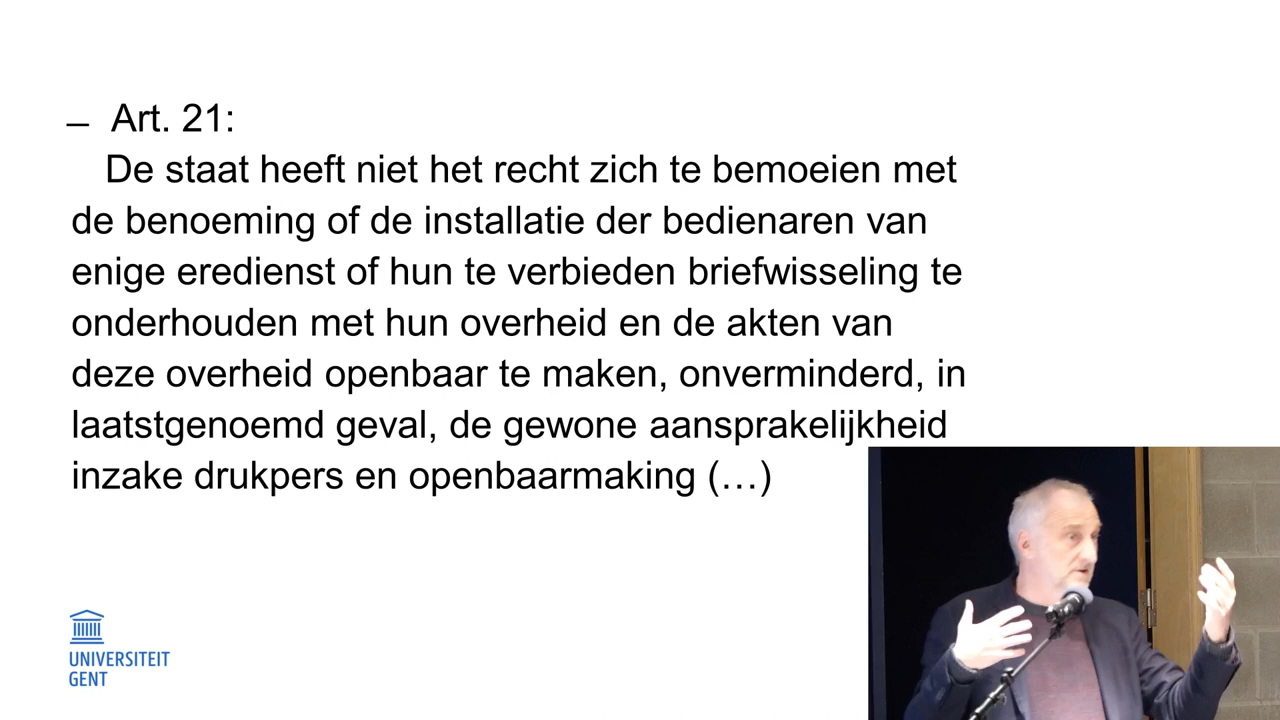 – Art. 21:
De staat heeft niet het recht zich te bemoeien met
de benoeming of de installatie der bedienaren van
enige eredienst of hun te verbieden briefwisseling te
onderhouden met hun overheid en de akten van
deze overheid openbaar te maken, onverminderd, in
laatstgenoemd geval, de gewone aansprakelijkheid
inzake drukpers en openbaarmaking (…)
UNIVERSITEIT
GENT